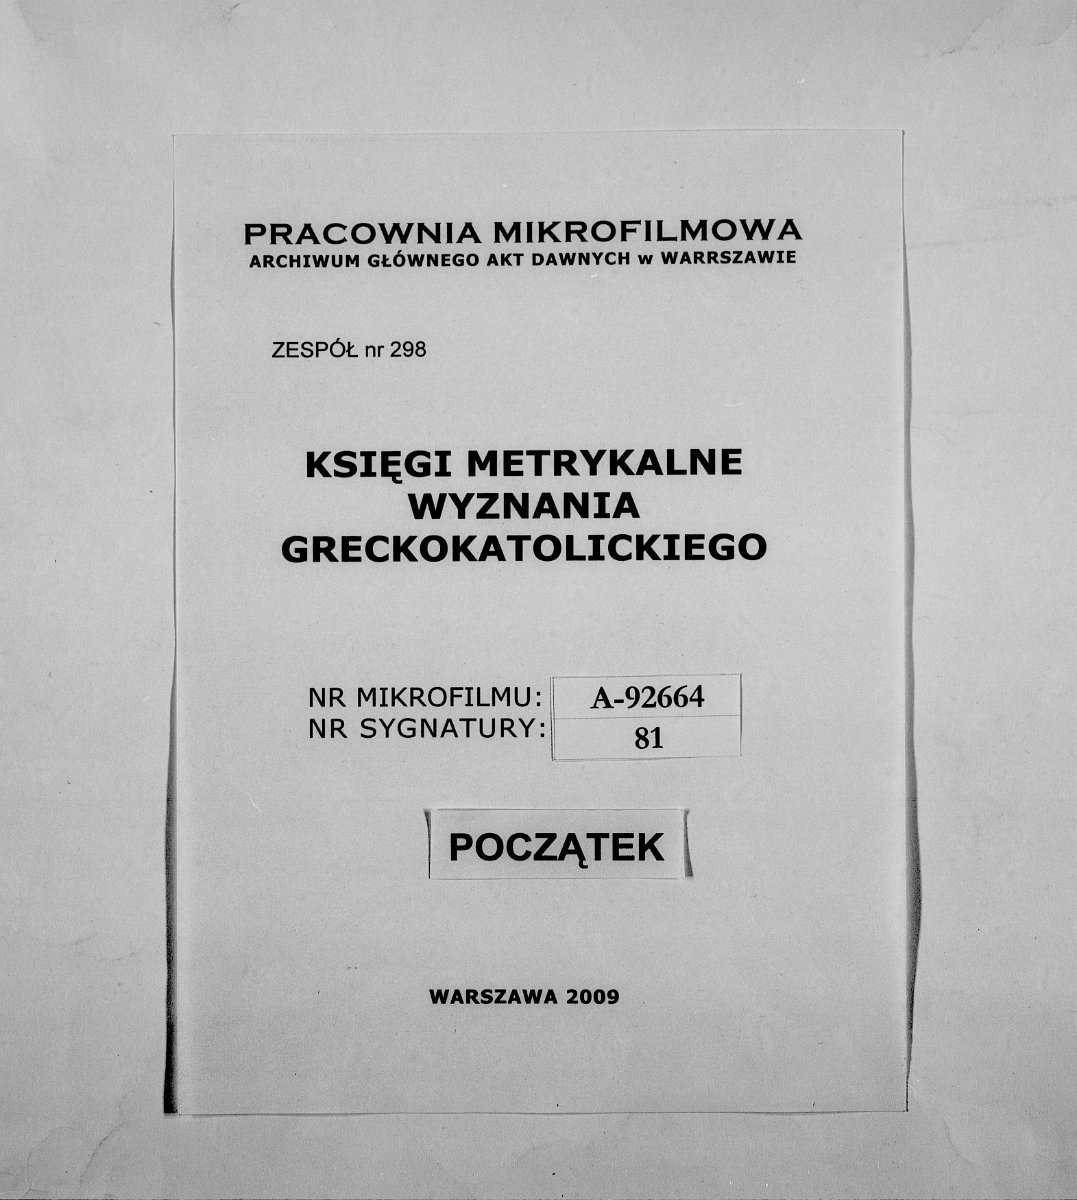 PRACOWNIA MIKROFILMOWA
ARCHIWUM GŁÓWNEGO AKT DAWNYCH w WARRSZAWIE
ZESPÓŁ nr 298
KSIĘGI METRYKALNE
WYZNANIA
GRECKOKATOLICKIEGO
NR MIKROFILMU: A-92664
NR SYGNATURY: 81
POCZĄTEK
WARSZAWA 2009